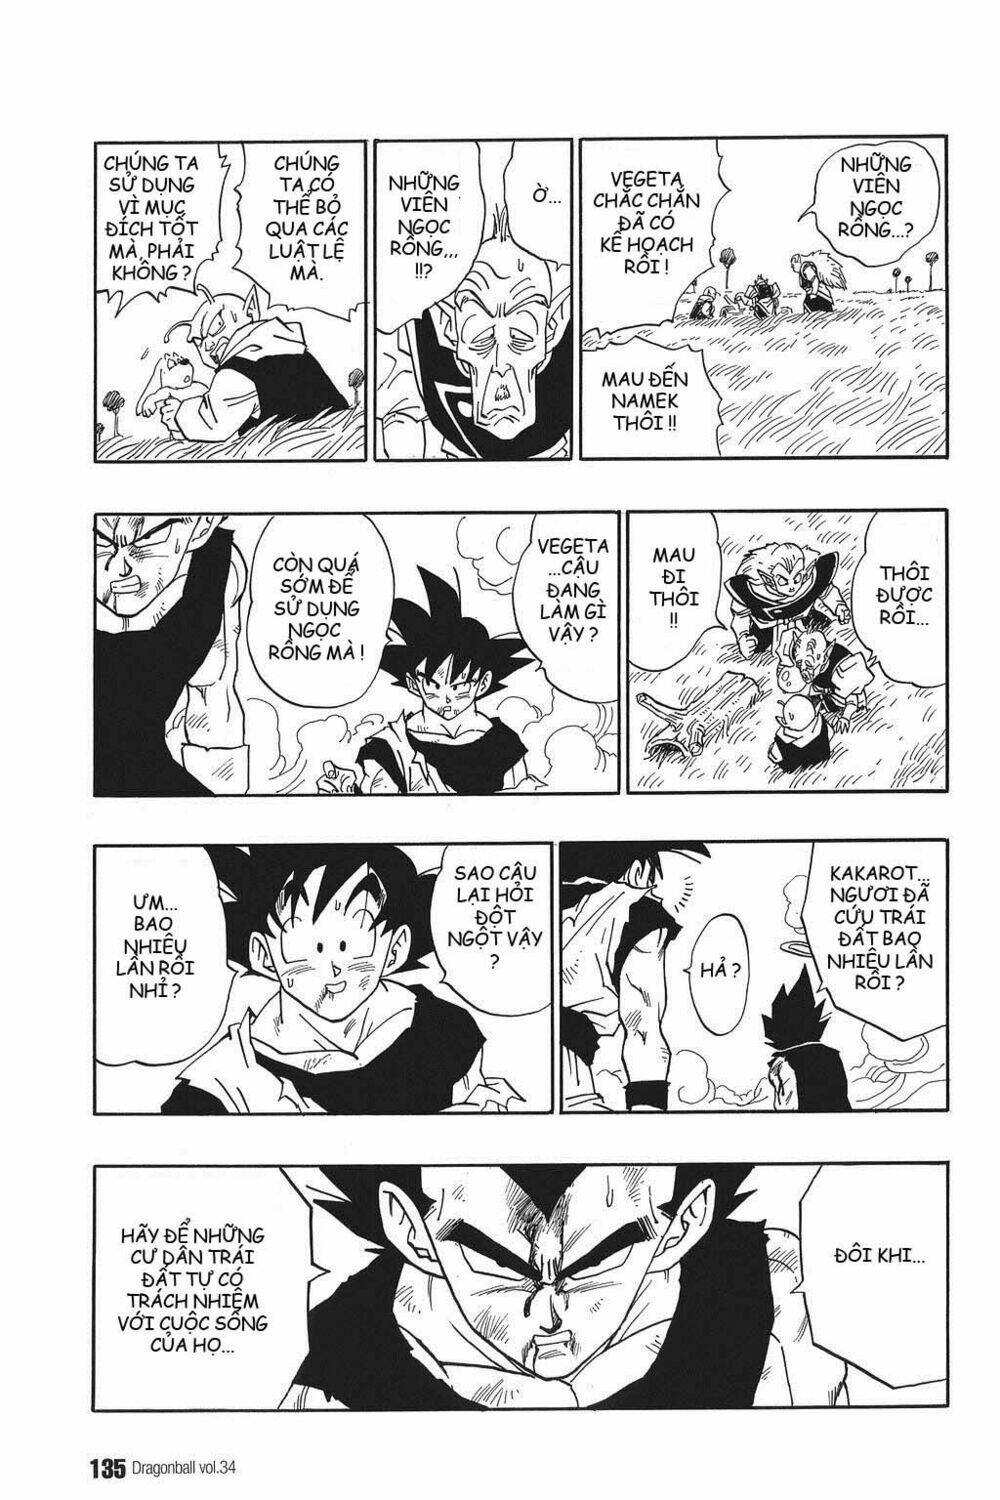 NHỮNG
VIÊN
NGỌC
RỒNG...?
VEGETA
CHẮC CHẮN
ĐÃ CÓ
KẾ HOẠCH
RỒI !
MAU ĐẾN
NAMEK
THÔI !!
Ờ...
NHỮNG
VIÊN
NGỌC
RỒNG,,,
!!?
CHÚNG
TA CÓ
THỂ BỎ
QUA CÁC
LUẬT LỆ
MÀ.
CHÚNG TA
SỬ DỤNG
VÌ MỤC
ĐÍCH TỐT
MÀ, PHẢI
KHÔNG ?
THÔI
ĐƯỢC
RỒI...
MAU
ĐI
THÔI
!!
VEGETA
...CẬU
ĐANG
LÀM GÌ
VẬY ?
CÒN QUÁ
SỚM ĐỂ
SỬ DỤNG
NGỌC
RỒNG MÀ !
KAKAROT...
NGƯƠI ĐÃ
CỨU TRÁI
ĐẤT BAO
NHIÊU LẦN
RỒI ?
HẢ ?
SAO CẬU
LẠI HỎI
ĐỘT
NGỘT VẬY
?
ƯM...
BAO
NHIÊU
LẦN RỒI
NHỈ ?
ĐÔI KHI...
HÃY ĐỂ NHỮNG
CƯ DÂN TRÁI
ĐẤT TỰ CÓ
TRÁCH NHIỆM
VỚI CUỘC SỐNG
CỦA HỌ...
135 Dragonball vol.34